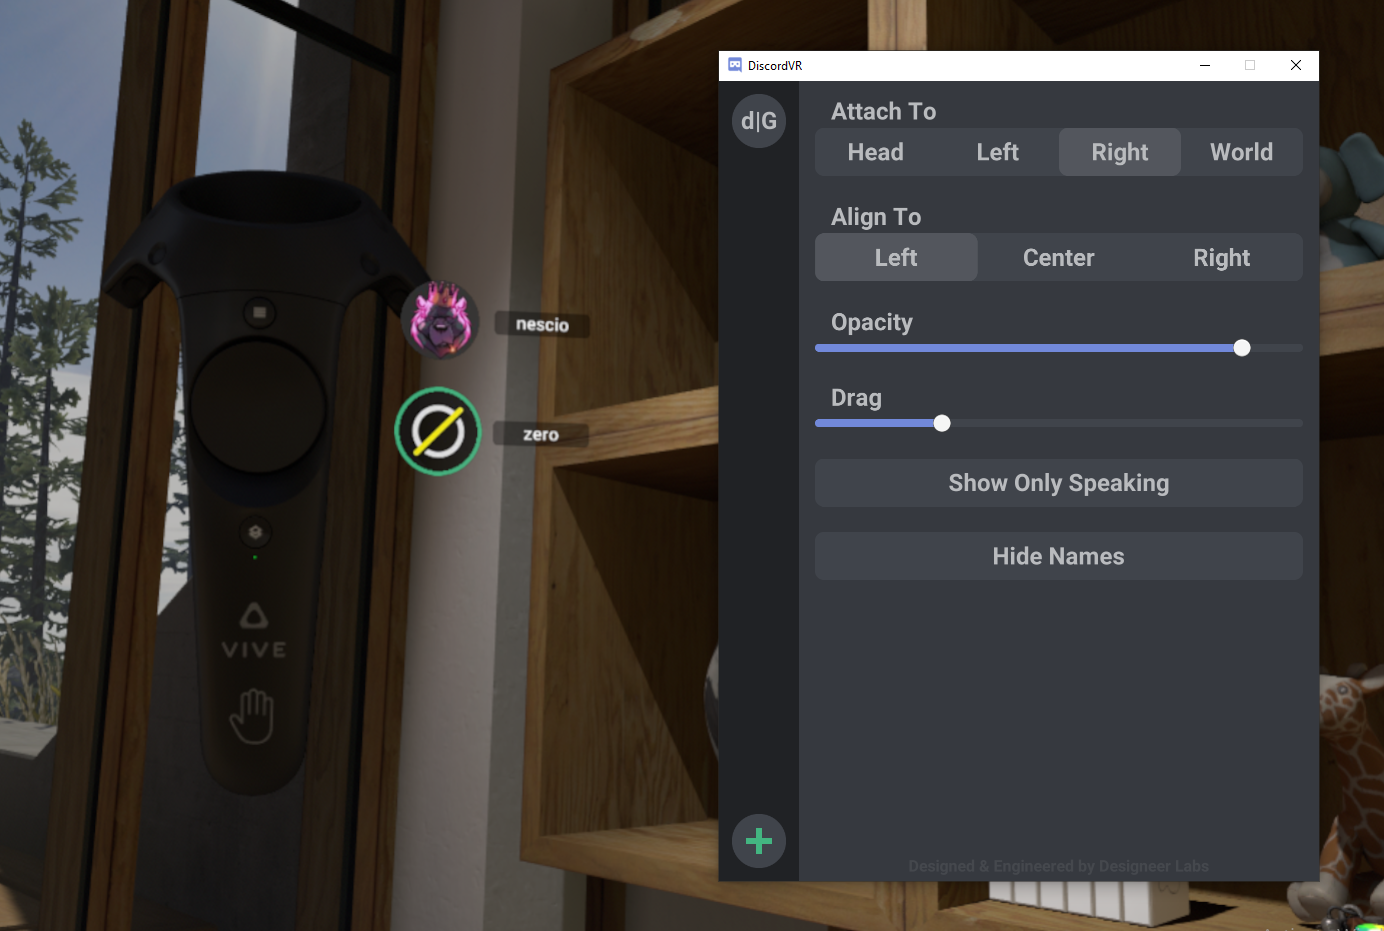 DiscordVR
d|G
Attach To
Head Left Right World
Align To
Left Center Right
Opacity
Drag
Show Only Speaking
Hide Names
Designed & Engineered by Designeer Labs
nescio
zero
VIVE